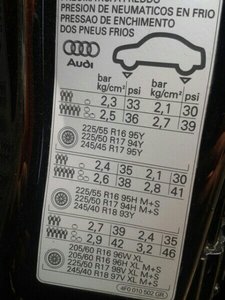 PRESION DE NEUMATICOS EN FRIO
PRESSAO DE ENCHIMENTO
DOS PNEUS FRIOS
Audi
bar kg/cm² psi bar kg/cm² psi
2,3 33 2,1 30
2,5 36 2,7 39
225/55 R16 95Y
225/50 R17 94Y
245/45 R17 95Y
2,4 35 2,1 30
2,6 38 2,8 41
225/55 R16 95H M+S
225/50 R17 94H M+S
245/40 R18 93Y
2,7 39 2,4 35
2,9 42 3,2 46
205/60 R16 96W XL
205/60 R16 96H XL M+S
225/50 R17 98V XL M+S
245/40 R18 97V XL M+S
8F0 010 502 GR